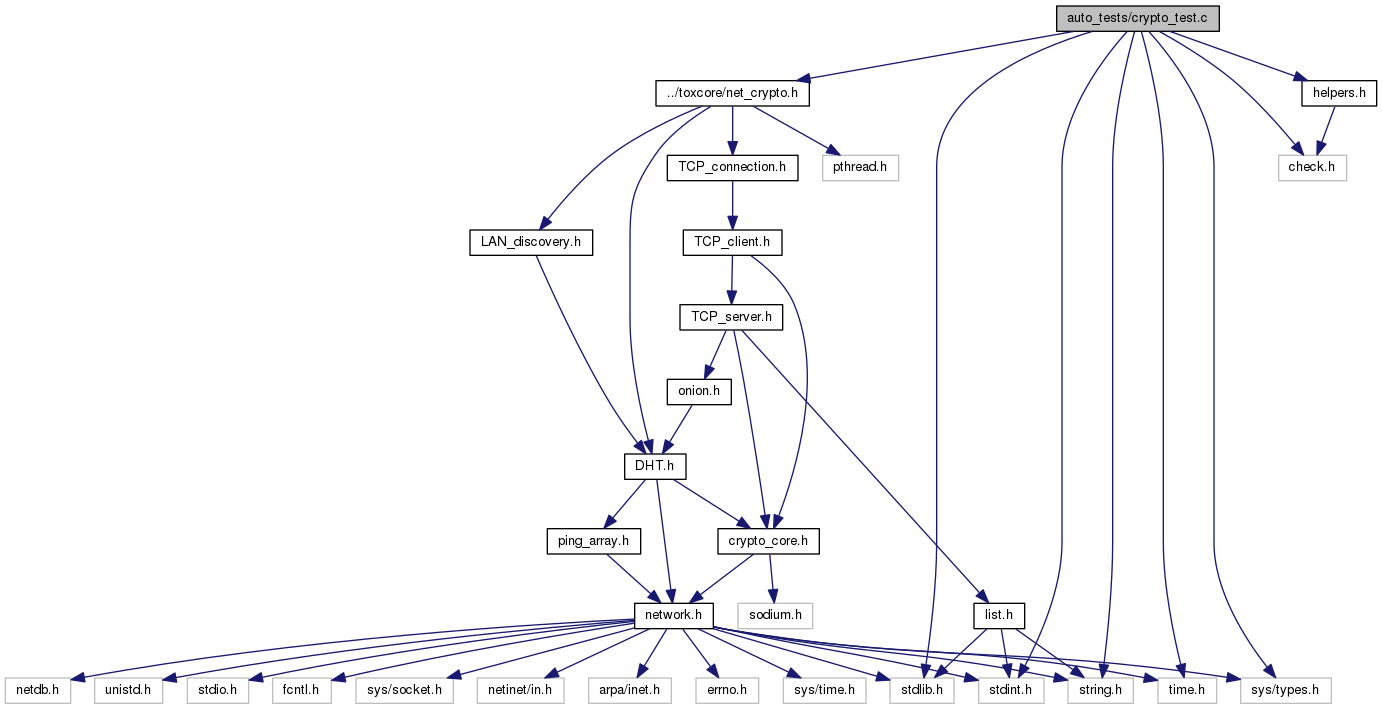 auto_tests/crypto_test.c
../toxcore/net_crypto.h
helpers.h
TCP_connection.h
pthread.h
check.h
LAN_discovery.h
TCP_client.h
TCP_server.h
onion.h
DHT.h
ping_array.h
crypto_core.h
network.h
sodium.h
list.h
netdb.h
unistd.h
stdio.h
fcntl.h
sys/socket.h
netinet/in.h
arpa/inet.h
errno.h
sys/time.h
stdlib.h
stdint.h
string.h
time.h
sys/types.h